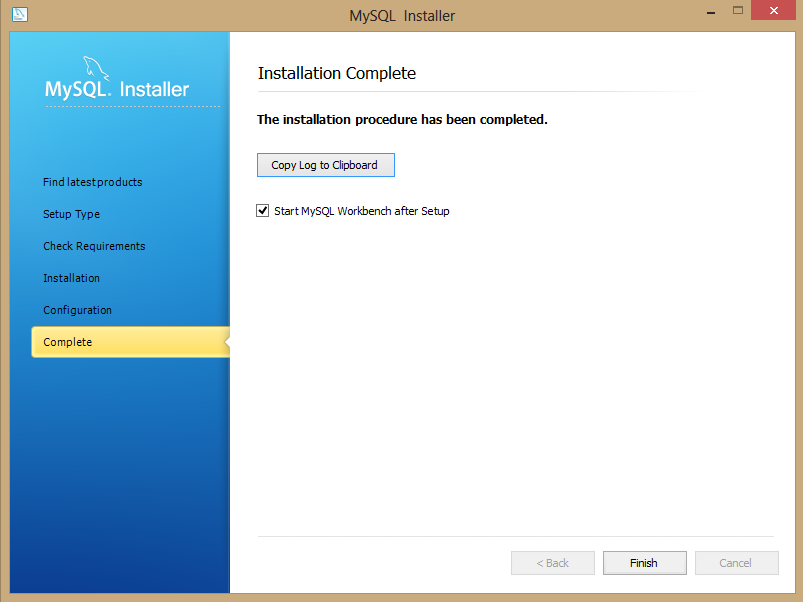 MySQL Installer
MySQL. Installer
Installation Complete
The installation procedure has been completed.
Copy Log to Clipboard
Start MySQL Workbench after Setup
Find latest products
Setup Type
Check Requirements
Installation
Configuration
Complete
< Back
Finish
Cancel